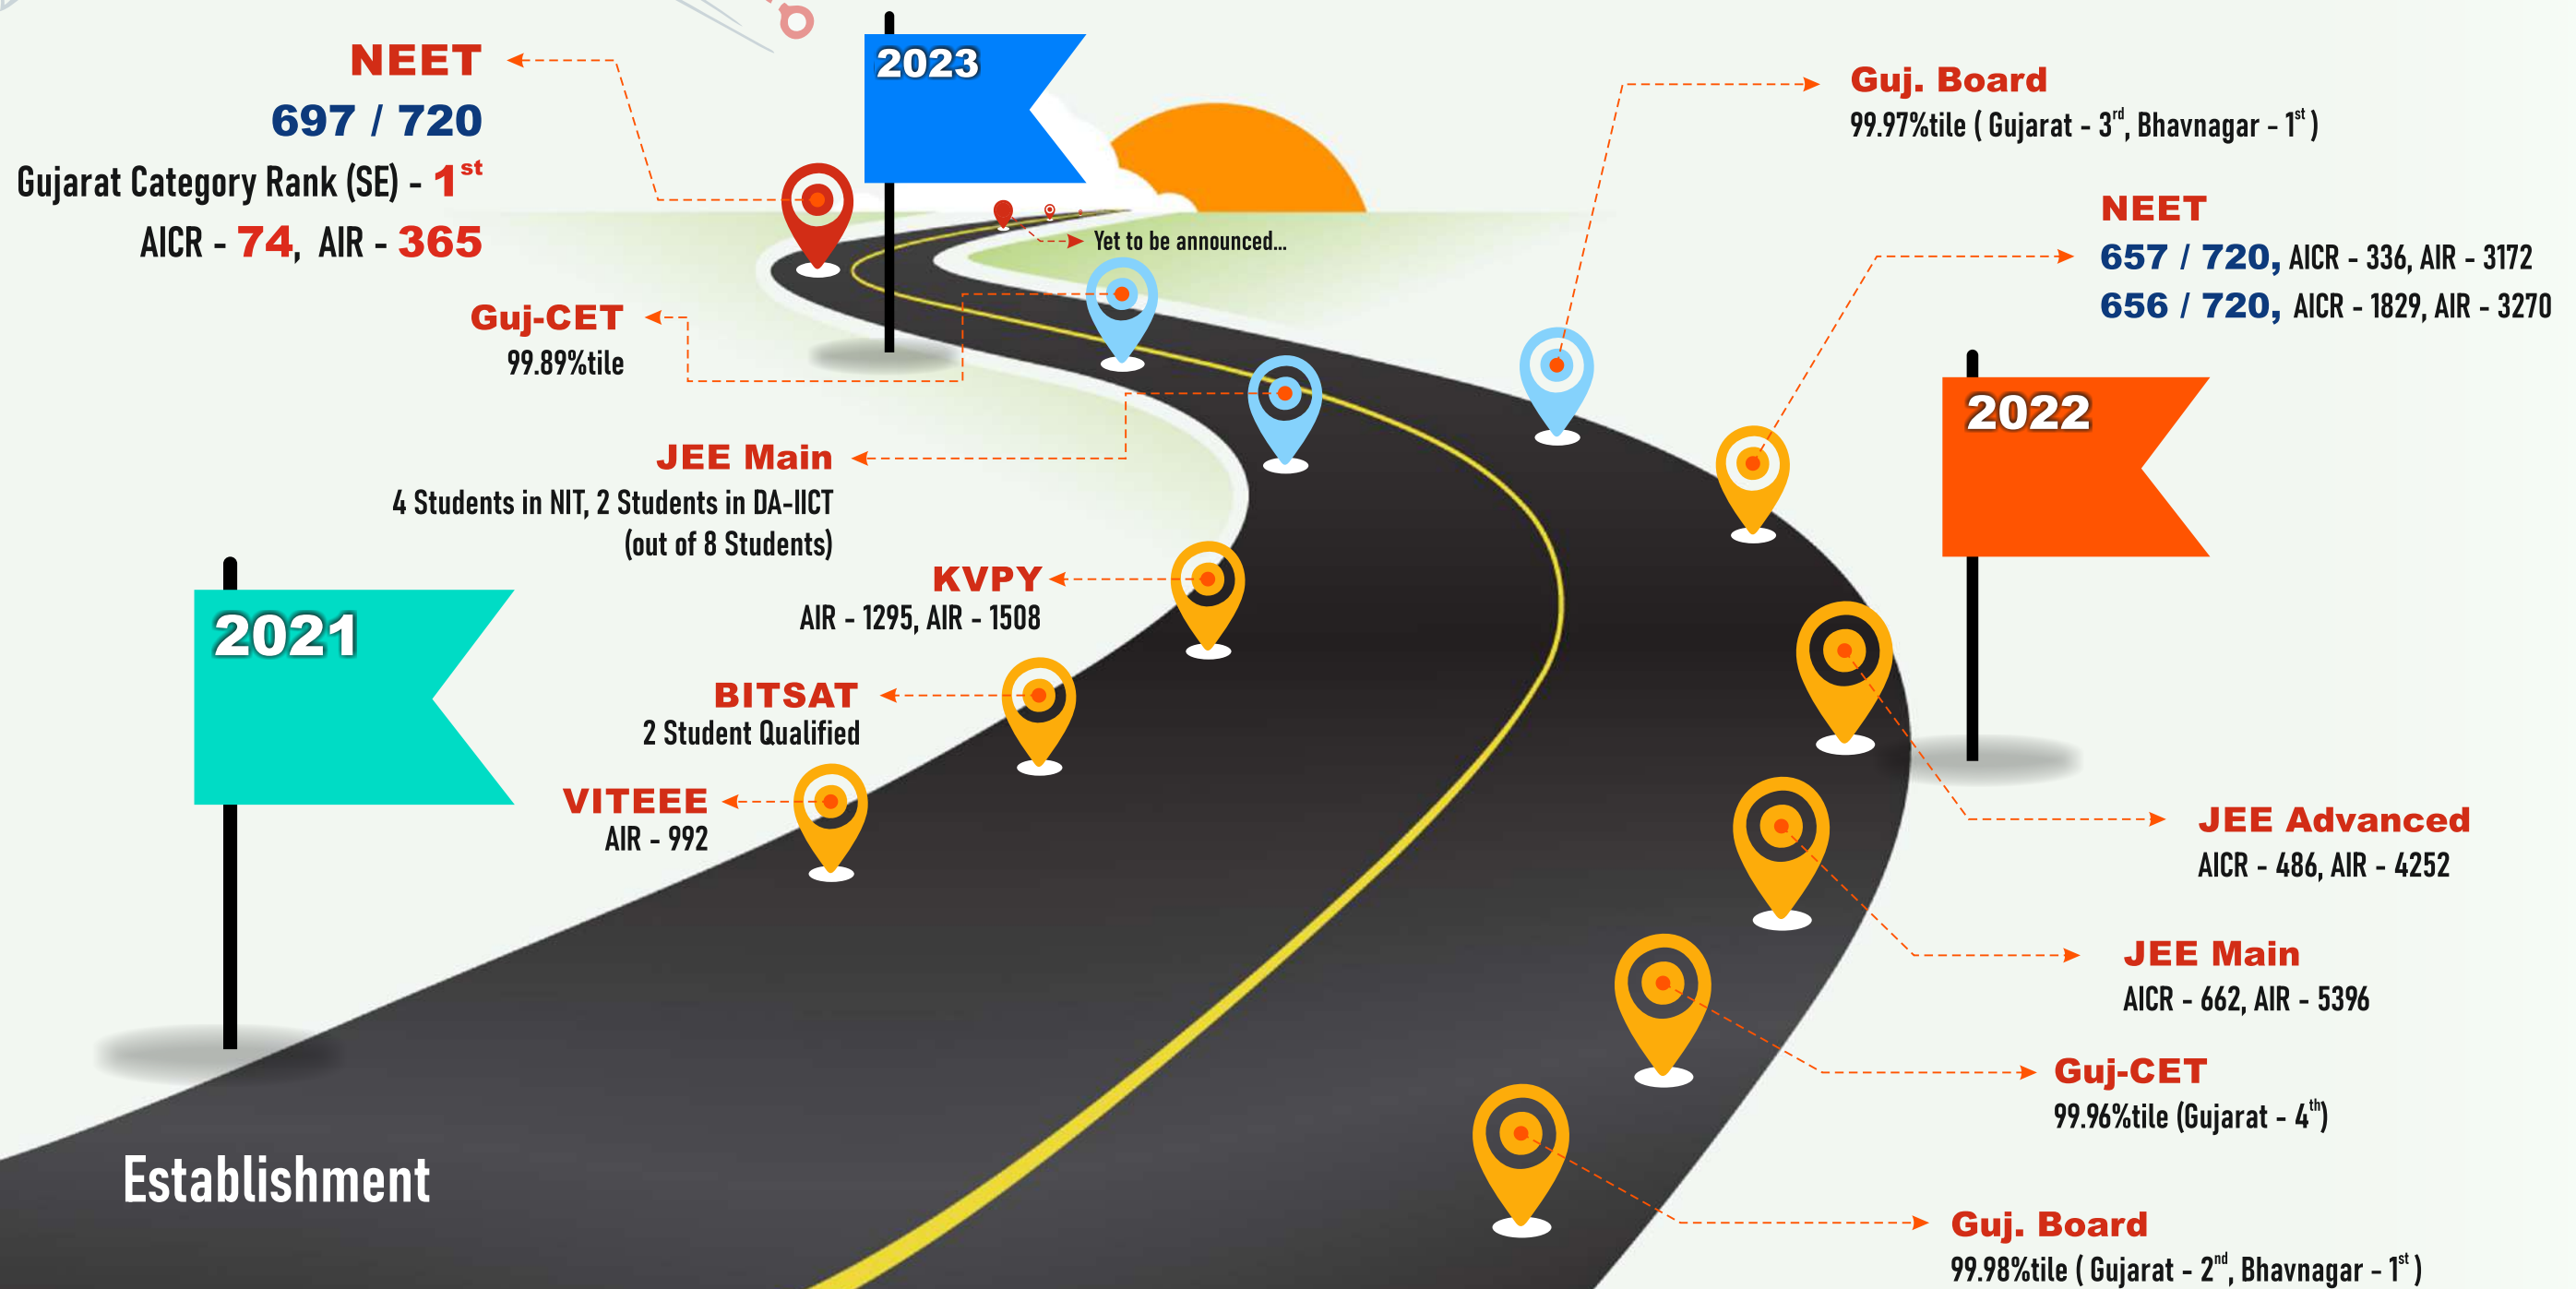 NEET
697 / 720
Gujarat Category Rank (SE) - 1st
AICR - 74, AIR - 365
2023
Yet to be announced...
Guj. Board
99.97%tile ( Gujarat - 3rd, Bhavnagar - 1st )
NEET
657 / 720, AICR - 336, AIR - 3172
656 / 720, AICR - 1829, AIR - 3270
Guj-CET
99.89%tile
2022
JEE Main
4 Students in NIT, 2 Students in DA-IICT
(out of 8 Students)
KVPY
AIR - 1295, AIR - 1508
2021
BITSAT
2 Student Qualified
VITEEE
AIR - 992
JEE Advanced
AICR - 486, AIR - 4252
JEE Main
AICR - 662, AIR - 5396
Guj-CET
99.96%tile (Gujarat - 4th)
Establishment
Guj. Board
99.98%tile ( Gujarat - 2nd, Bhavnagar - 1st )